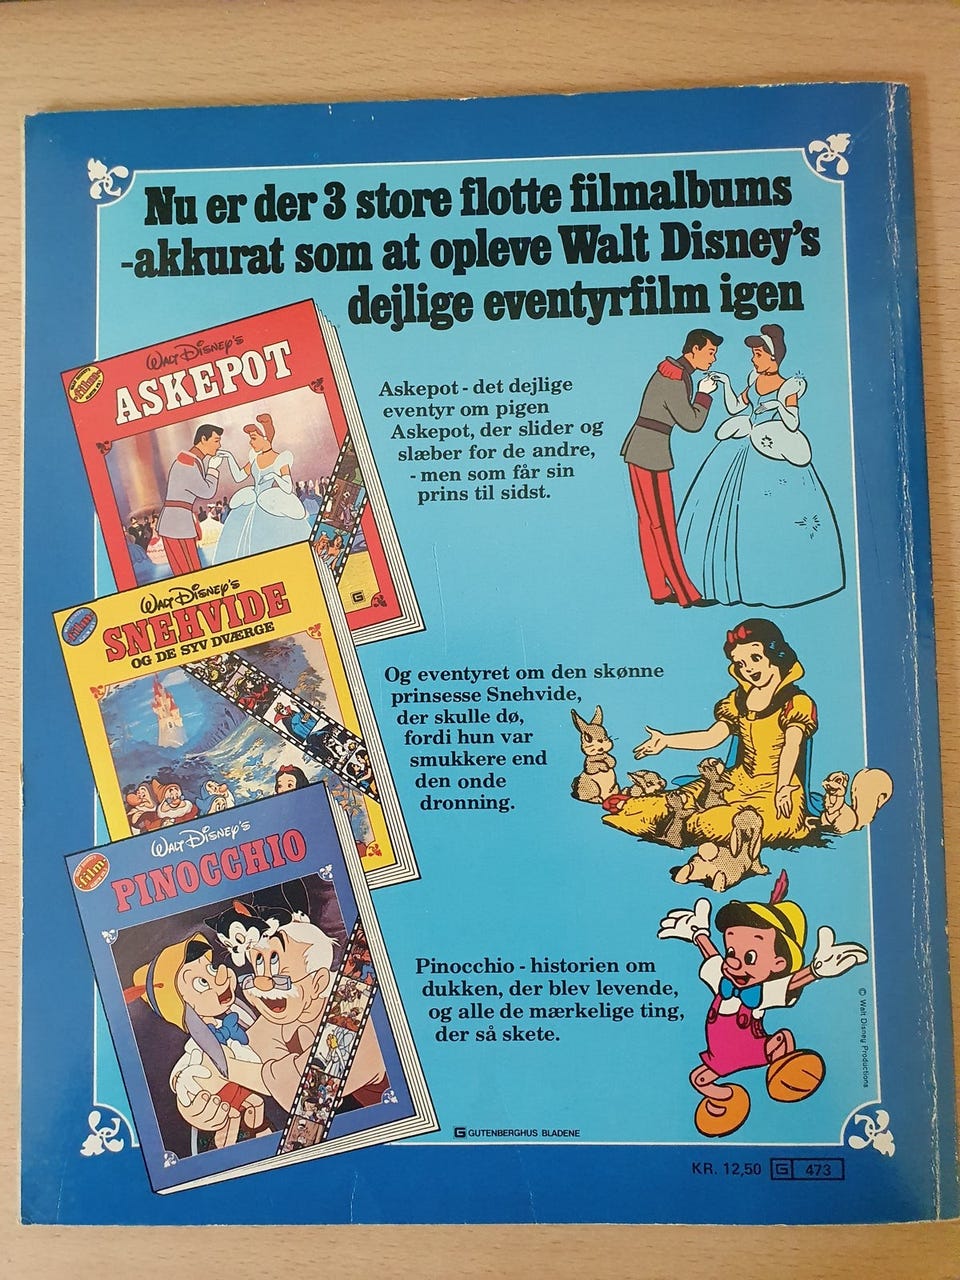 Nu er der 3 store flotte filmalbums
-akkurat som at opleve Walt Disney's
dejlige eventyrfilm igen
WALT DISNEY'S
ASKEPOT
film
Askepot - det dejlige
eventyr om pigen
Askepot, der slider og
slæber for de andre,
- men som får sin
prins til sidst.
G
WALT DISNEY'S
SNEHVIDE
OG DE SYV DVÆRGE
Og eventyret om den skønne
prinsesse Snehvide,
der skulle dø,
fordi hun var
smukkere end
den onde
dronning.
WALT DISNEY'S
PINOCCHIO
film
Pinocchio - historien om
dukken, der blev levende,
og alle de mærkelige ting,
der så skete.
© Walt Disney Productions
G GUTENBERGHUS BLADENE
KR. 12,50 G 473